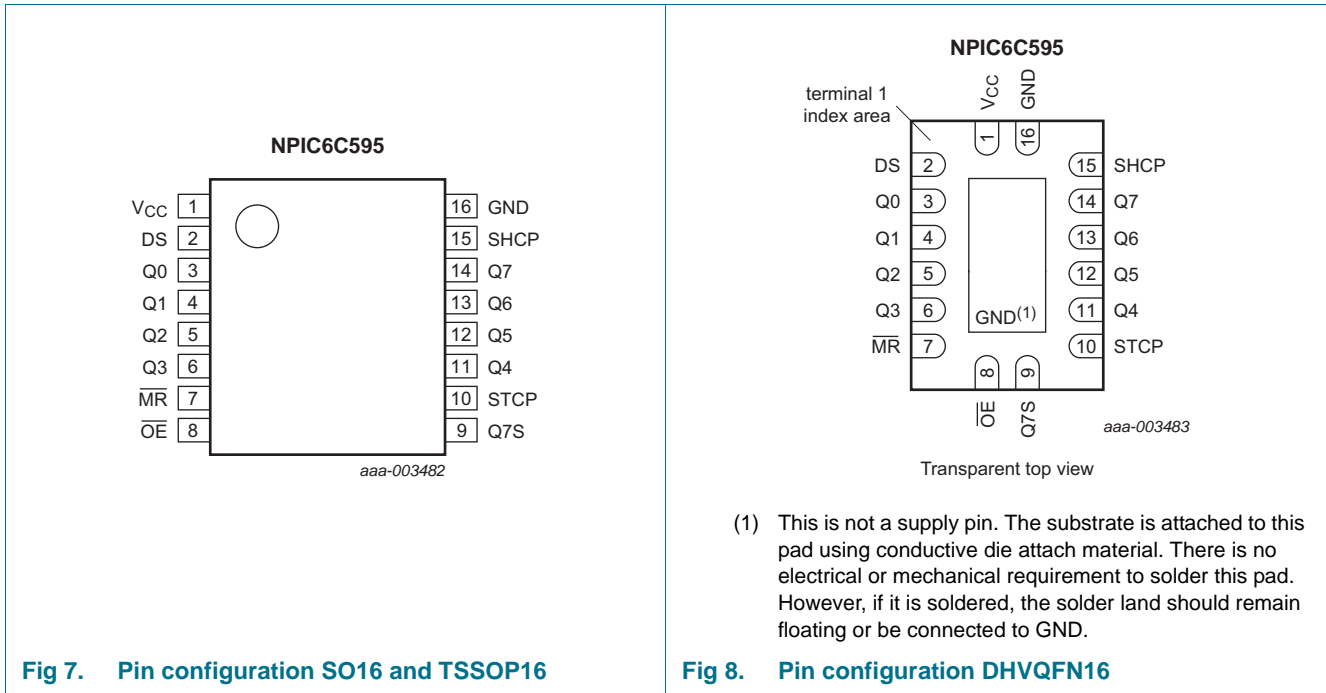 NPIC6C595
VCC 1
DS 2
Q0 3
Q1 4
Q2 5
Q3 6
MR 7
OE 8
16 GND
15 SHCP
14 Q7
13 Q6
12 Q5
11 Q4
10 STCP
9 Q7S
aaa-003482
Fig 7. Pin configuration SO16 and TSSOP16
NPIC6C595
terminal 1
index area
VCC
GND
1
16
DS 2
Q0 3
Q1 4
Q2 5
Q3 6
MR 7
15 SHCP
14 Q7
13 Q6
12 Q5
11 Q4
10 STCP
GND(1)
8
9
OE
Q7S
aaa-003483
Transparent top view
(1) This is not a supply pin. The substrate is attached to this
pad using conductive die attach material. There is no
electrical or mechanical requirement to solder this pad.
However, if it is soldered, the solder land should remain
floating or be connected to GND.
Fig 8. Pin configuration DHVQFN16